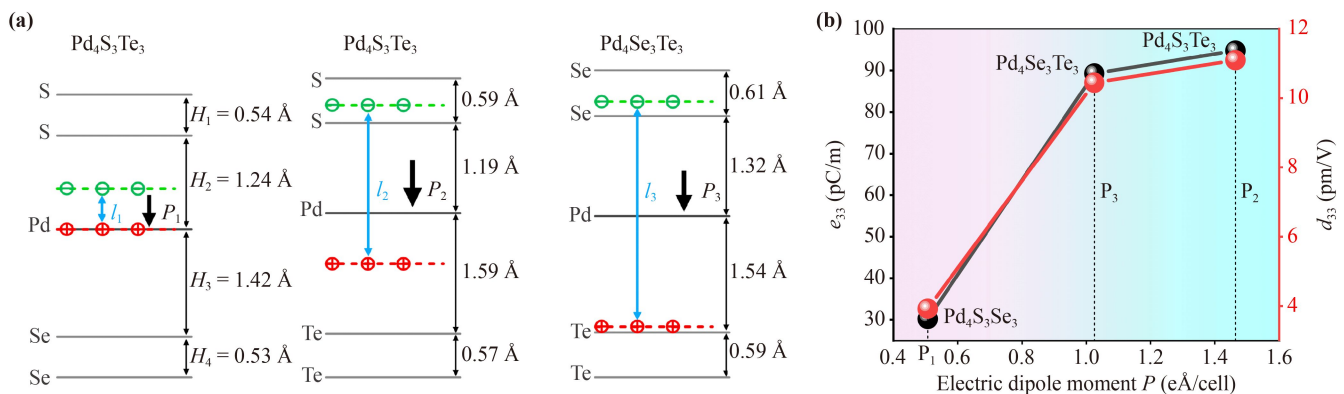 (a)
Pd₄S₃Te₃
S
S
Pd
Se
Se
H₁ = 0.54 Å
H₂ = 1.24 Å
H₃ = 1.42 Å
H₄ = 0.53 Å
l₁
P₁
Pd₄S₃Te₃
S
S
Pd
Te
Te
0.59 Å
1.19 Å
1.59 Å
0.57 Å
l₂
P₂
Pd₄Se₃Te₃
Se
Se
Pd
Te
Te
0.61 Å
1.32 Å
1.54 Å
0.59 Å
l₃
P₃
(b)
e₃₃ (pC/m)
100
90
80
70
60
50
40
30
Pd₄Se₃Te₃
Pd₄S₃Te₃
Pd₄S₃Se₃
P₁
P₃
P₂
12
10
8
6
4
d₃₃ (pm/V)
0.4 0.6 0.8 1.0 1.2 1.4 1.6
Electric dipole moment P (eÅ/cell)